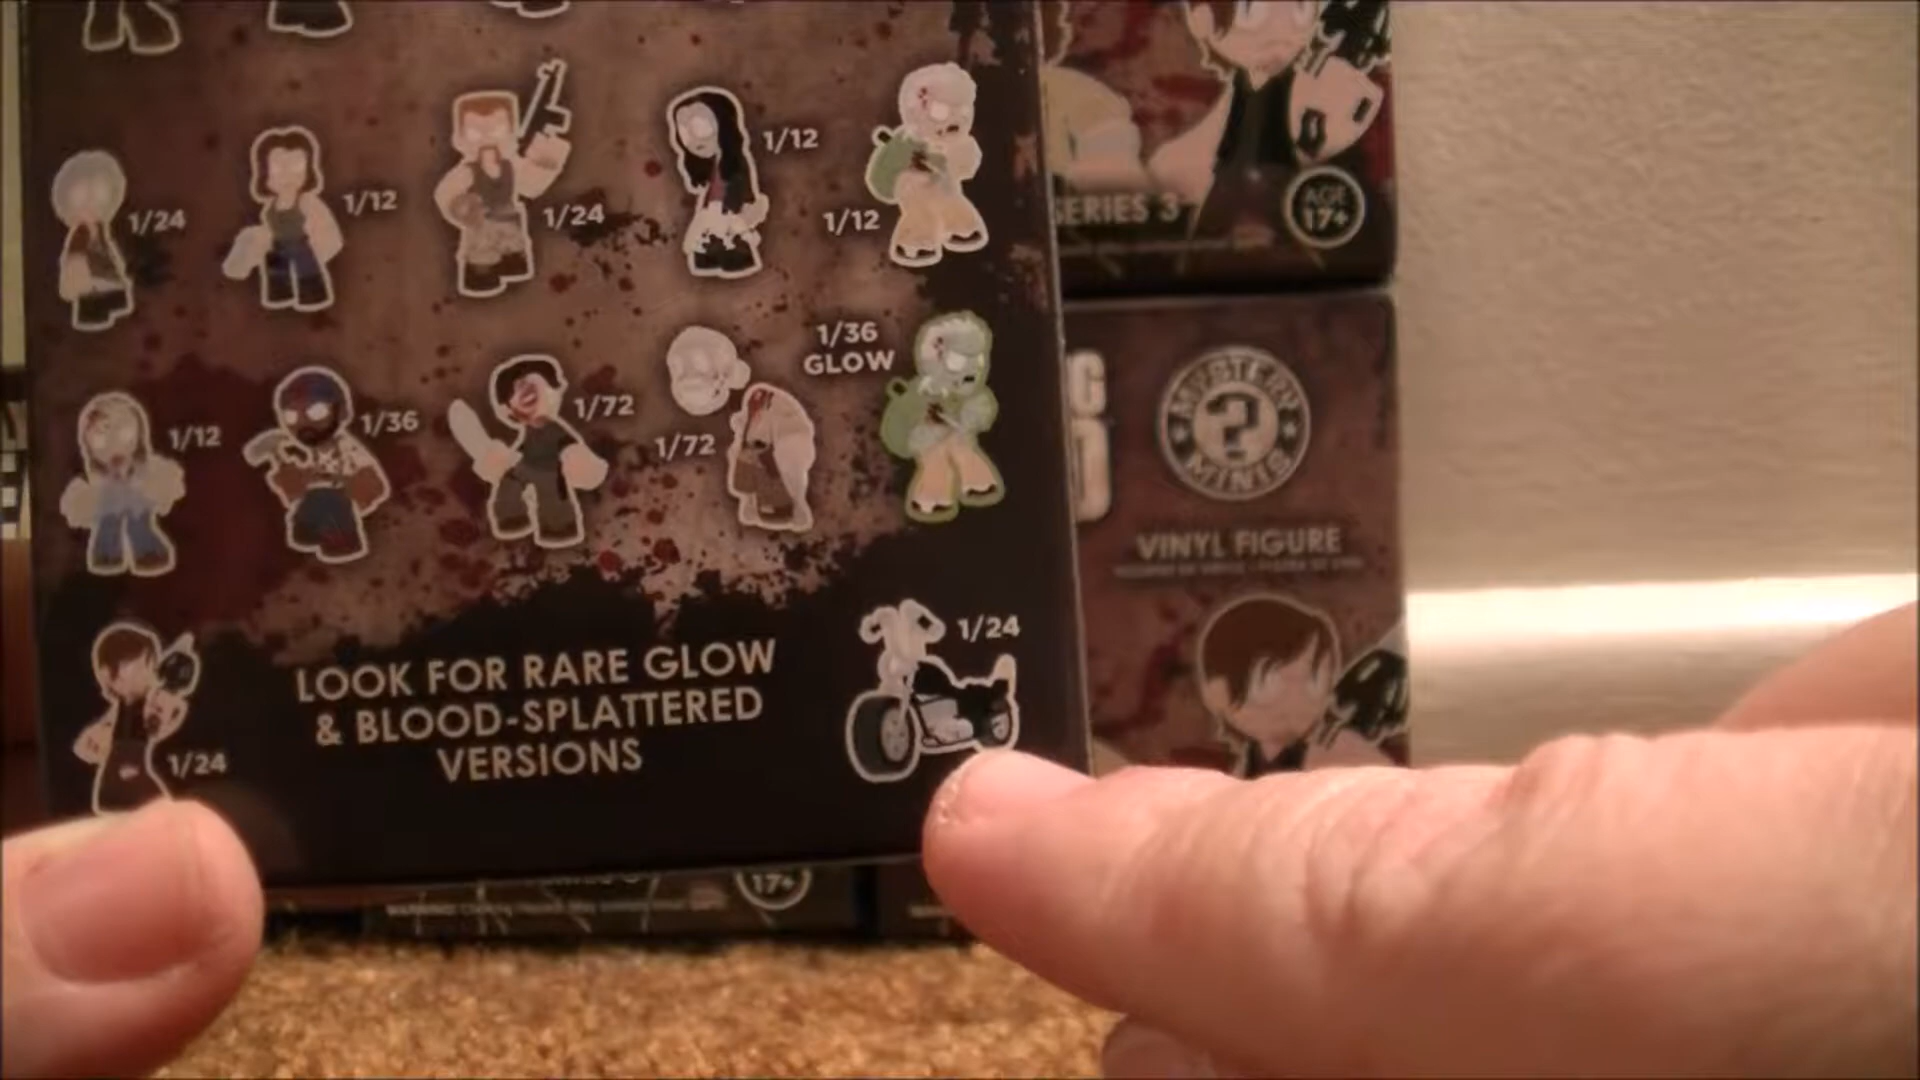 1/24
1/12
1/24
1/12
1/12
1/12
1/36
1/72
1/72
1/36
GLOW
1/24
LOOK FOR RARE GLOW
& BLOOD-SPLATTERED
VERSIONS
1/24
SERIES 3
AGE
17+
G
D
MYSTERY
?
MINIS
VINYL FIGURE
17+
WARNING: